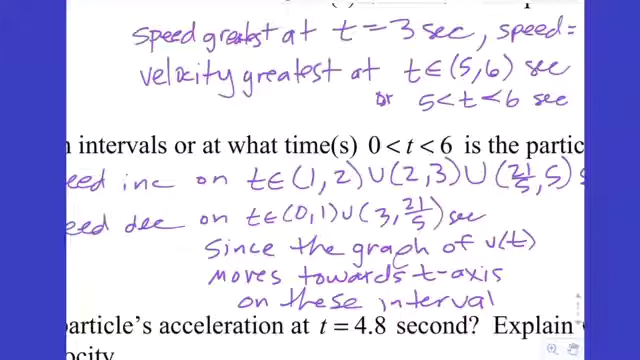 speed greatest at t = 3 sec, speed =
velocity greatest at t ∈ (5, 6) sec
or 5 < t < 6 sec
n intervals or at what time(s) 0 < t < 6 is the partic
eed inc on t ∈ (1, 2) ∪ (2, 3) ∪ (21/5, 5) s
eed dec on t ∈ (0, 1) ∪ (3, 21/5) sec
Since the graph of v(t)
moves towards t-axis
on these interval
particle's acceleration at t = 4.8 second? Explain
velocity